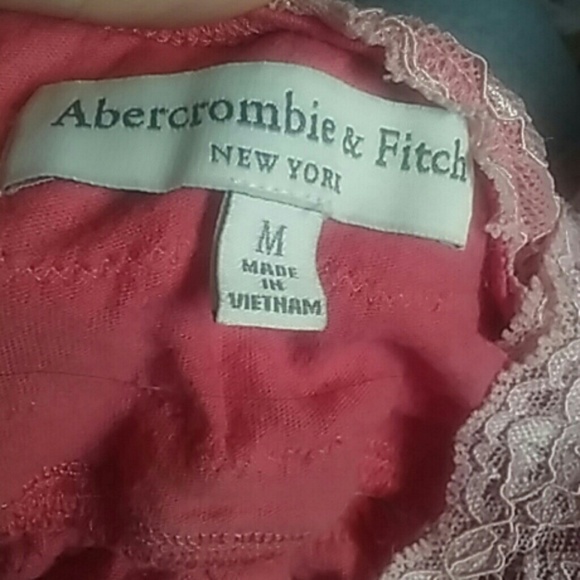 Abercrombie & Fitch
NEW YORK
M
MADE
IN
VIETNAM